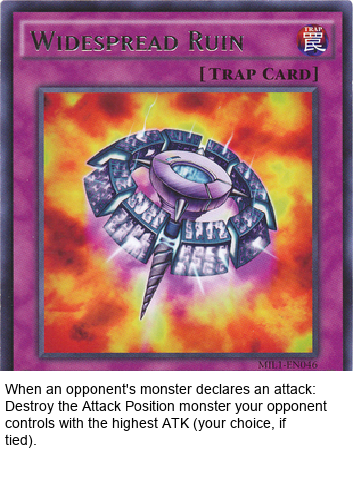 WIDESPREAD RUIN
TRAP
罠
[TRAP CARD]
MIL1-EN046
When an opponent's monster declares an attack:
Destroy the Attack Position monster your opponent
controls with the highest ATK (your choice, if
tied).